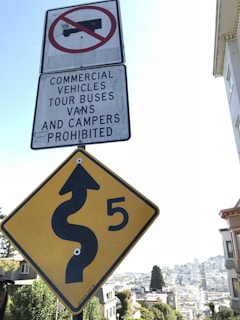 COMMERCIAL
VEHICLES
TOUR BUSES
VANS
AND CAMPERS
PROHIBITED
5